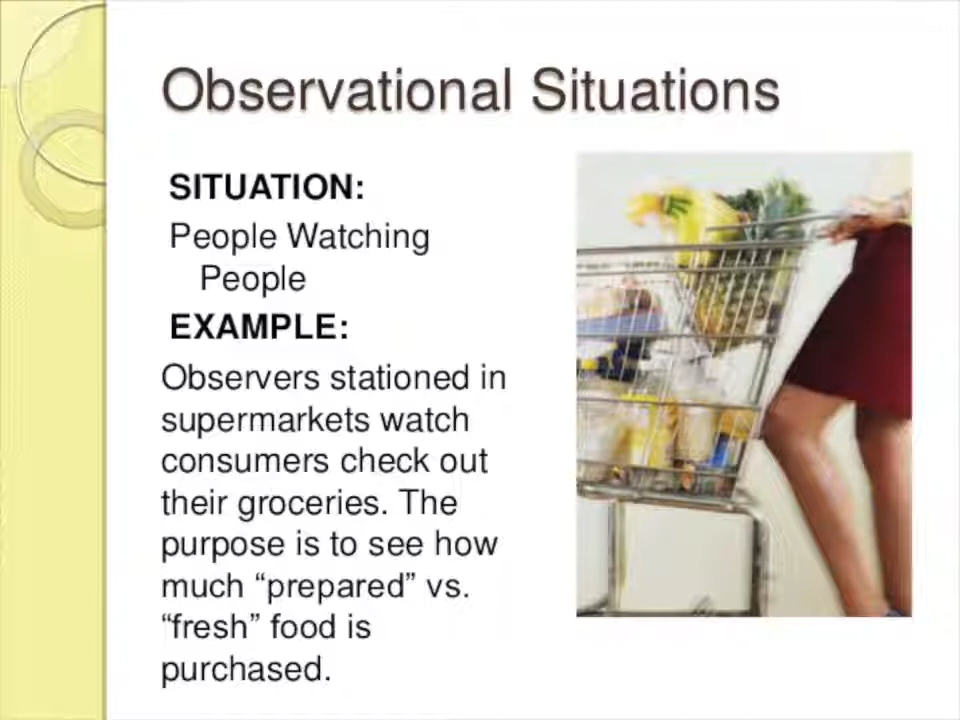 Observational Situations
SITUATION:
People Watching
People
EXAMPLE:
Observers stationed in
supermarkets watch
consumers check out
their groceries. The
purpose is to see how
much “prepared” vs.
“fresh” food is
purchased.